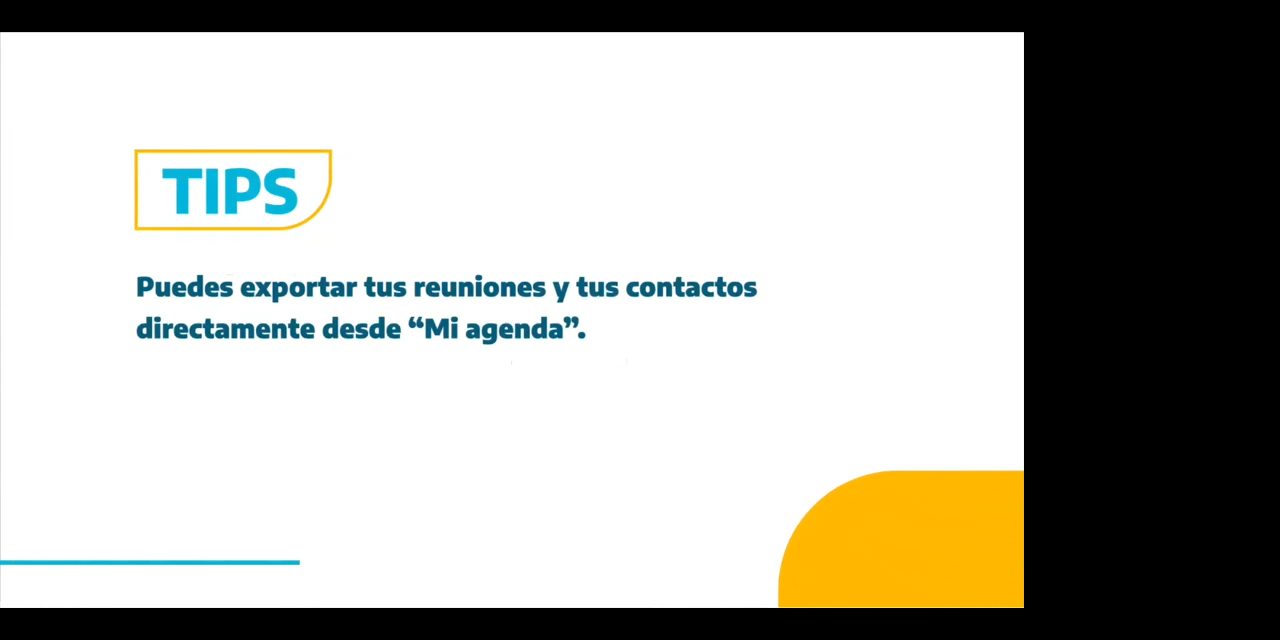 TIPS
Puedes exportar tus reuniones y tus contactos
directamente desde “Mi agenda”.